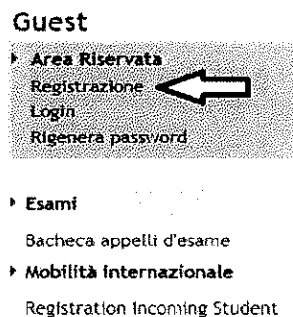 Guest
Area Riservata
Registrazione
Login
Rigenera password
Esami
Bacheca appelli d'esame
Mobilità internazionale
Registration Incoming Student